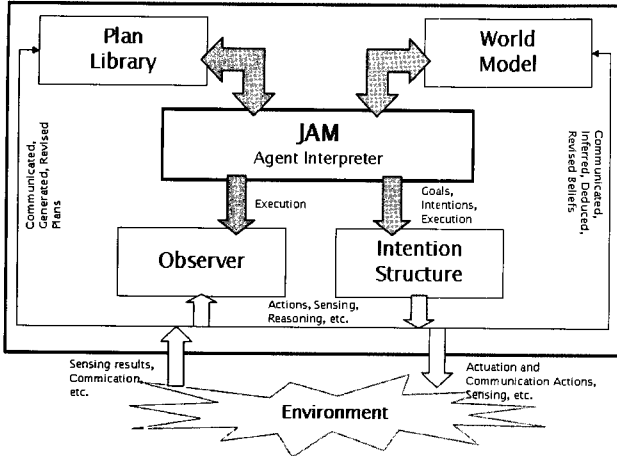 Plan
Library
World
Model
JAM
Agent Interpreter
Communicated,
Generated, Revised
Plans
Communicated,
Inferred, Deduced,
Revised Beliefs
Execution
Goals,
Intentions,
Execution
Observer
Intention
Structure
Actions, Sensing,
Reasoning, etc.
Sensing results,
Commication,
etc.
Actuation and
Communication Actions,
Sensing, etc.
Environment